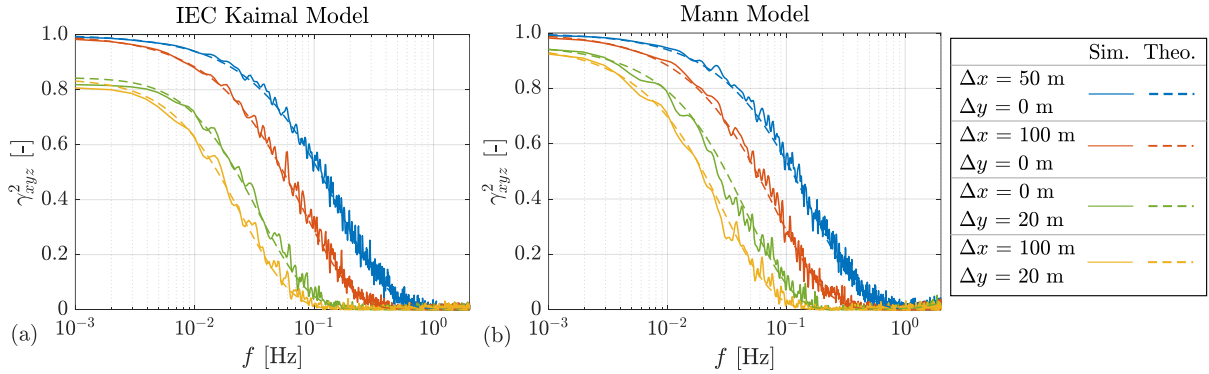 IEC Kaimal Model
γ²xyz [-]
1.0
0.8
0.6
0.4
0.2
0
10⁻³
10⁻²
10⁻¹
10⁰
(a)
f [Hz]
Mann Model
γ²xyz [-]
1.0
0.8
0.6
0.4
0.2
0
10⁻³
10⁻²
10⁻¹
10⁰
(b)
f [Hz]
Sim. Theo.
Δx = 50 m
Δy = 0 m
Δx = 100 m
Δy = 0 m
Δx = 0 m
Δy = 20 m
Δx = 100 m
Δy = 20 m